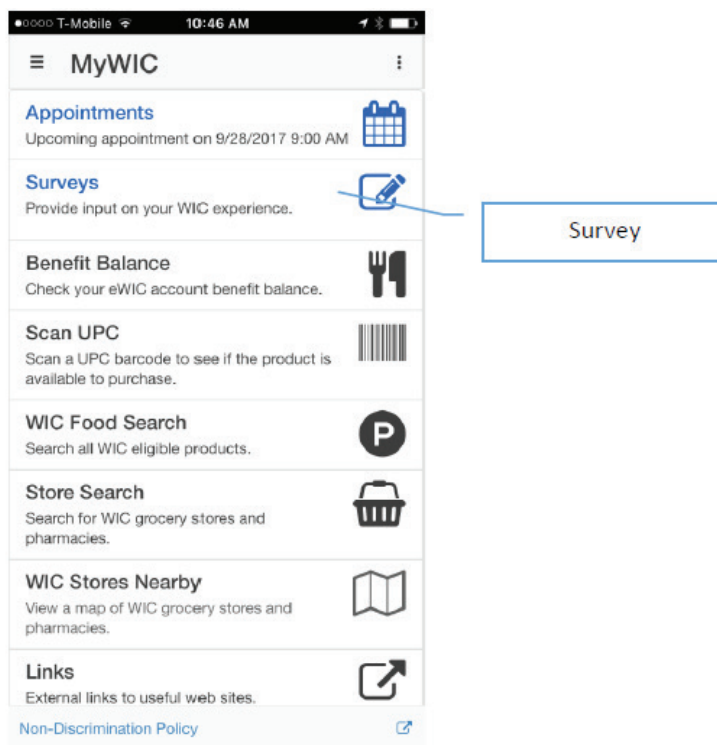 T-Mobile 10:46 AM
MyWIC
Appointments
Upcoming appointment on 9/28/2017 9:00 AM
Surveys
Provide input on your WIC experience.
Survey
Benefit Balance
Check your eWIC account benefit balance.
Scan UPC
Scan a UPC barcode to see if the product is
available to purchase.
WIC Food Search
Search all WIC eligible products.
P
Store Search
Search for WIC grocery stores and
pharmacies.
WIC Stores Nearby
View a map of WIC grocery stores and
pharmacies.
Links
External links to useful web sites.
Non-Discrimination Policy